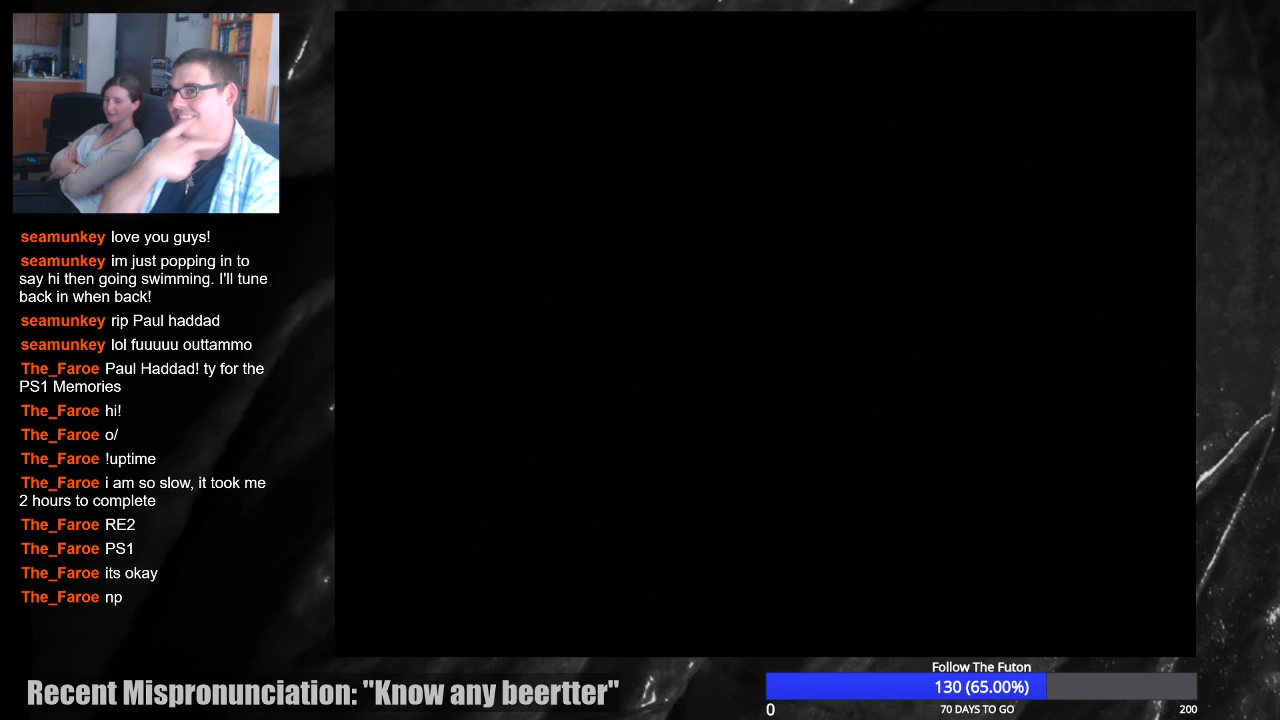 seamunkey love you guys!
seamunkey im just popping in to
say hi then going swimming. I'll tune
back in when back!
seamunkey rip Paul haddad
seamunkey lol fuuuuu outtammo
The_Faroe Paul Haddad! ty for the
PS1 Memories
The_Faroe hi!
The_Faroe o/
The_Faroe !uptime
The_Faroe i am so slow, it took me
2 hours to complete
The_Faroe RE2
The_Faroe PS1
The_Faroe its okay
The_Faroe np
Recent Mispronunciation: "Know any beertter"
Follow The Futon
130 (65.00%)
0
70 DAYS TO GO
200